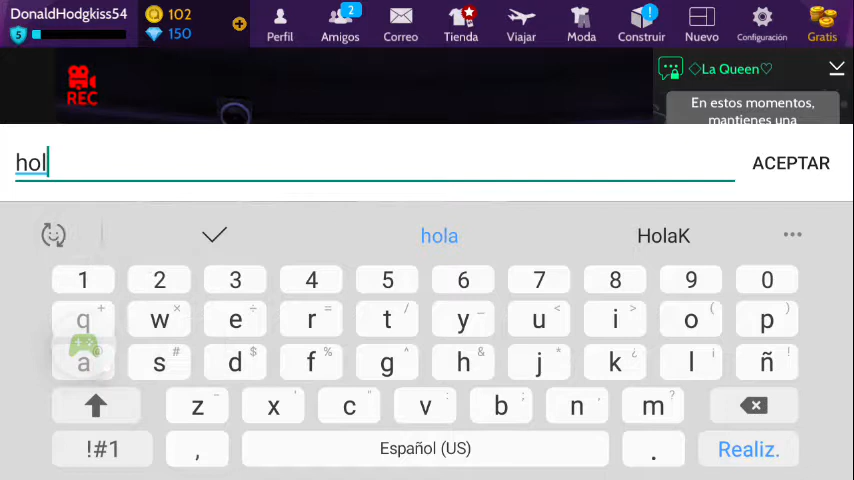 DonaldHodgkiss54
5
102
150
Perfil
2
Amigos
Correo
Tienda
Viajar
Moda
!
Construir
Nuevo
Configuración
Gratis
REC
◇La Queen♡
En estos momentos,
mantienes una
hol
ACEPTAR
hola
HolaK
1 2 3 4 5 6 7 8 9 0
q + w × e ÷ r = t / y _ u < i > o ( p )
a s # d $ f % g ^ h & j * k ¿ l ¡ ñ !
z - x ' c " v : b ; n , m ?
!#1 , Español (US) . Realiz.